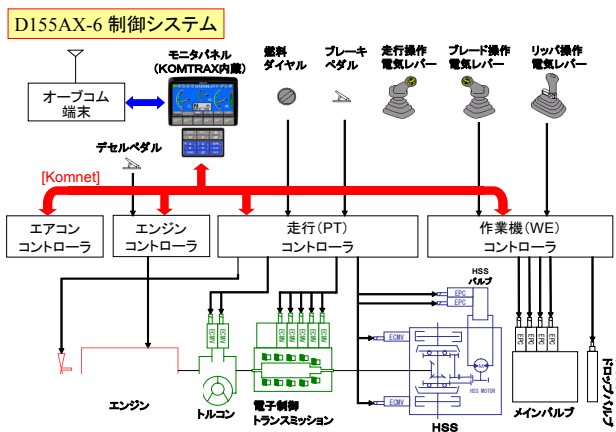 D155AX-6 制御システム
モニタパネル
(KOMTRAX内蔵)
燃料
ダイヤル
ブレーキ
ペダル
走行操作
電気レバー
ブレード操作
電気レバー
リッパ操作
電気レバー
オーブコム
端末
デセルペダル
[Komnet]
エアコン
コントローラ
エンジン
コントローラ
走行(PT)
コントローラ
作業機(WE)
コントローラ
HSS
バルブ
EPC
EPC
ECMV
ECMV
ECMV
ECMV
ECMV
ECMV
ECMV
ECMV
EPC
EPC
EPC
EPC
EPC
HSS MOTOR
ECMV
エンジン
トルコン
電子制御
トランスミッション
HSS
メインバルブ
ドロップバルブ